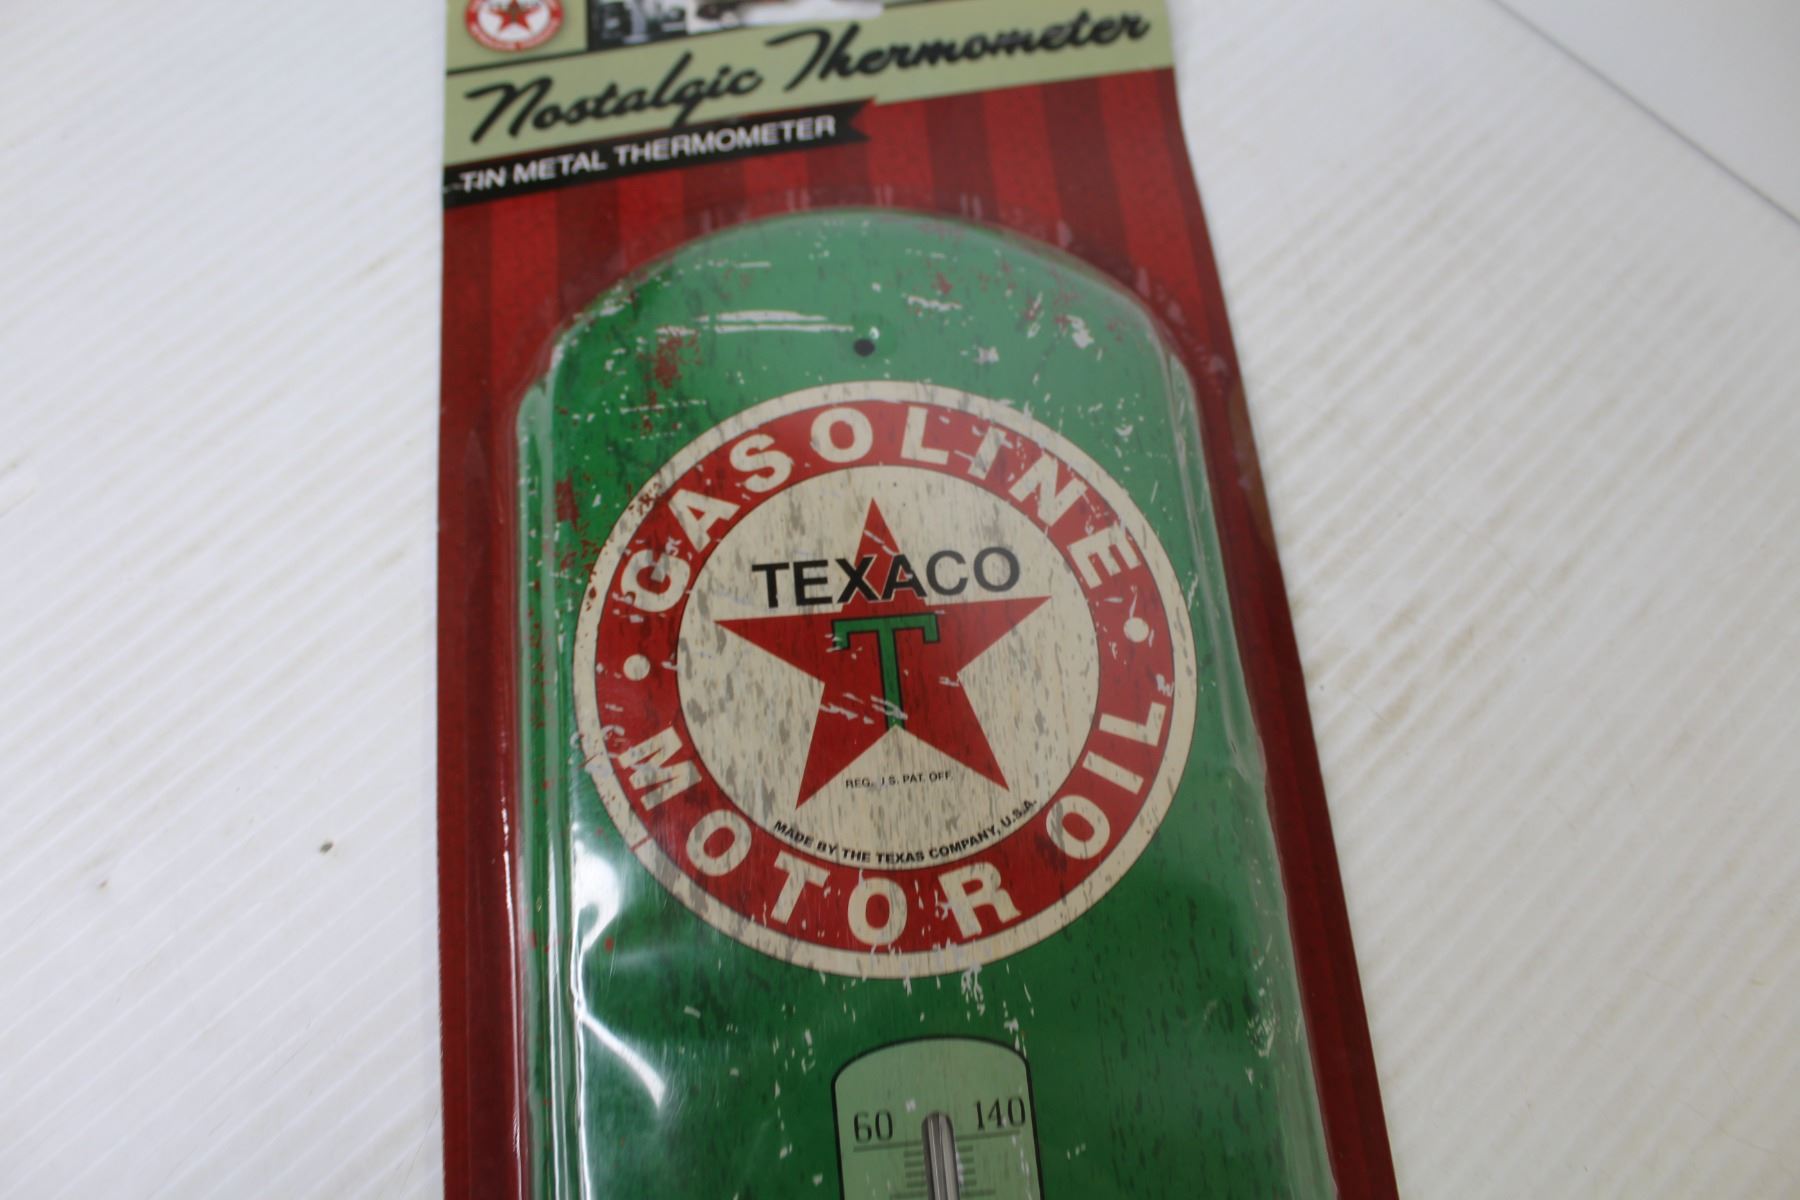 Nostalgic Thermometer
TIN METAL THERMOMETER
GASOLINE
TEXACO
T
REG. U.S. PAT. OFF.
MADE BY THE TEXAS COMPANY, U.S.A.
• MOTOR OIL •
60 140